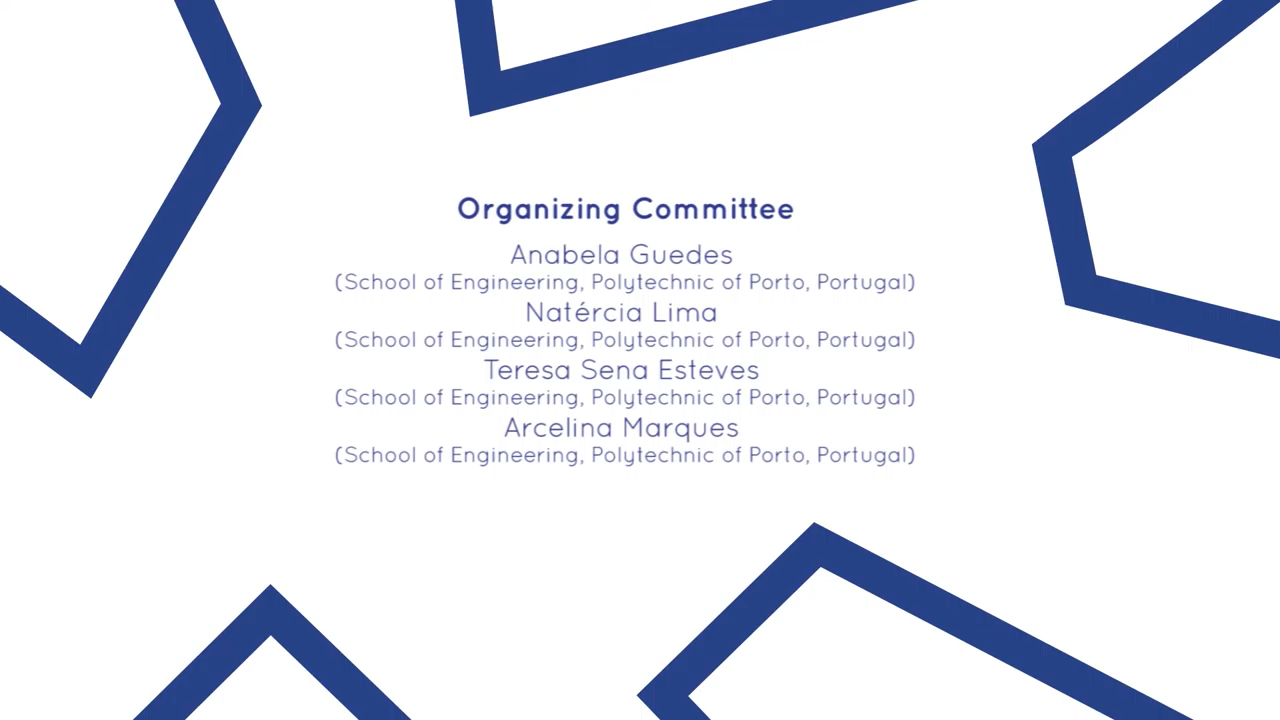 Organizing Committee
Anabela Guedes
(School of Engineering, Polytechnic of Porto, Portugal)
Natércia Lima
(School of Engineering, Polytechnic of Porto, Portugal)
Teresa Sena Esteves
(School of Engineering, Polytechnic of Porto, Portugal)
Arcelina Marques
(School of Engineering, Polytechnic of Porto, Portugal)